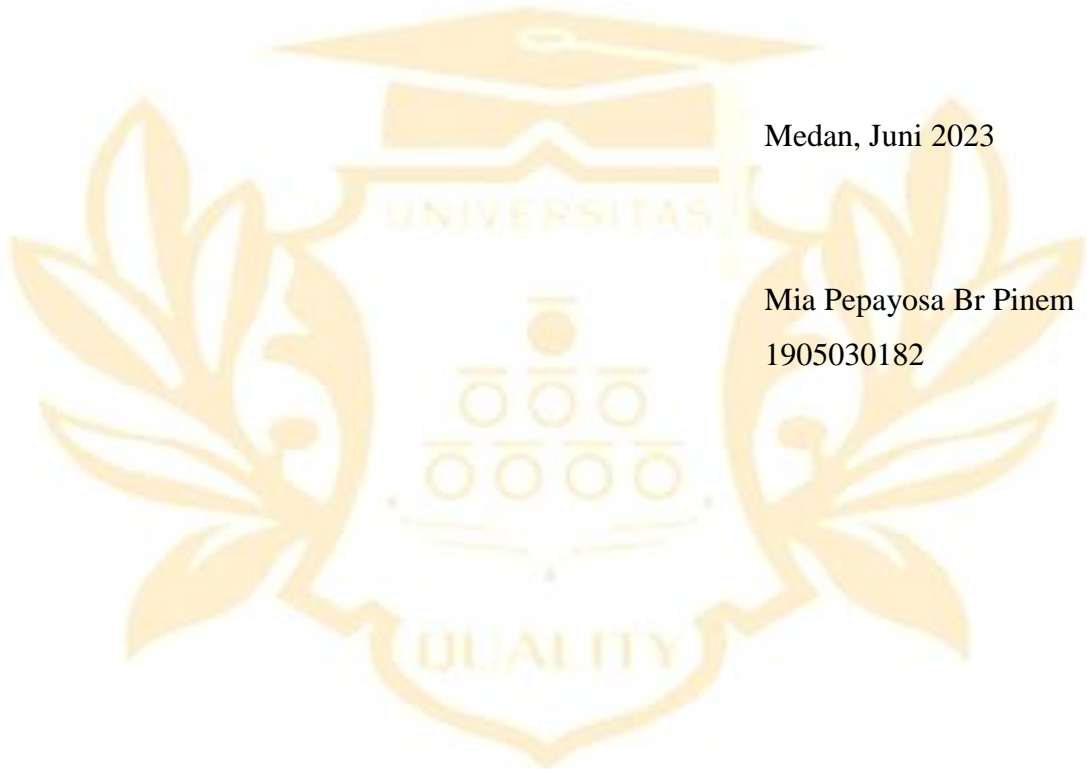 Medan, Juni 2023
UNIVERSITAS
Mia Pepayosa Br Pinem
1905030182
QUALITY